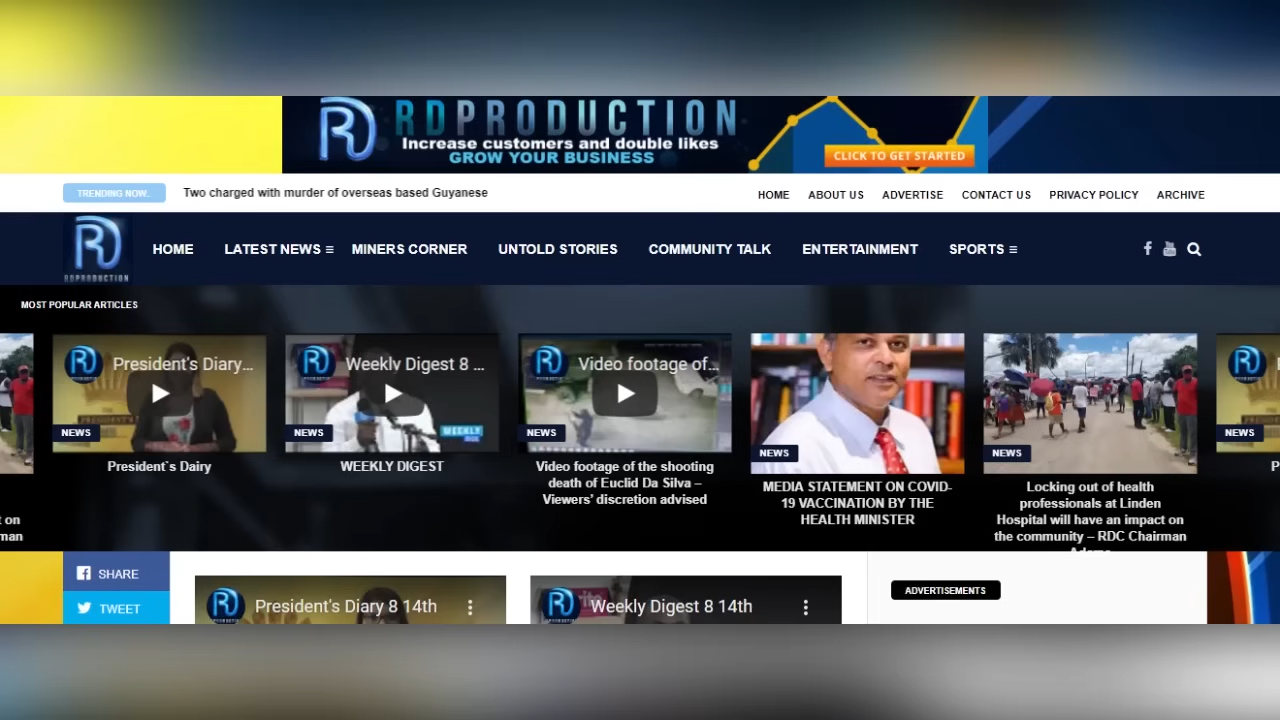 RDPRODUCTION
Increase customers and double likes
GROW YOUR BUSINESS
CLICK TO GET STARTED
TRENDING NOW..
Two charged with murder of overseas based Guyanese
HOME ABOUT US ADVERTISE CONTACT US PRIVACY POLICY ARCHIVE
RDPRODUCTION
HOME LATEST NEWS ≡ MINERS CORNER UNTOLD STORIES COMMUNITY TALK ENTERTAINMENT SPORTS ≡
MOST POPULAR ARTICLES
President's Diary...
NEWS
President`s Dairy
Weekly Digest 8 ...
WEEKLY
NEWS
WEEKLY DIGEST
Video footage of...
NEWS
Video footage of the shooting
death of Euclid Da Silva –
Viewers' discretion advised
NEWS
MEDIA STATEMENT ON COVID-
19 VACCINATION BY THE
HEALTH MINISTER
NEWS
Locking out of health
professionals at Linden
Hospital will have an impact on
the community – RDC Chairman
NEWS
t on
man
SHARE
TWEET
President's Diary 8 14th
Weekly Digest 8 14th
ADVERTISEMENTS